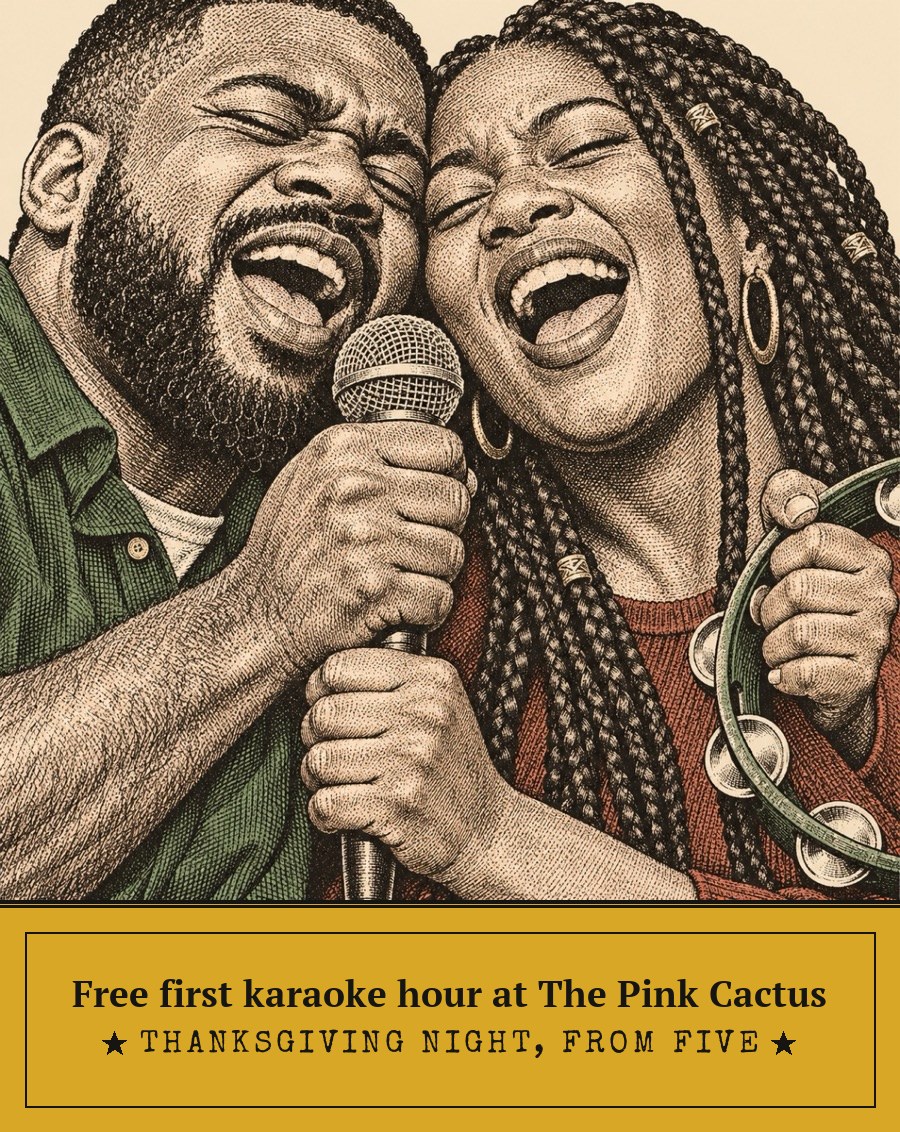 Free first karaoke hour at The Pink Cactus
★ THANKSGIVING NIGHT, FROM FIVE ★